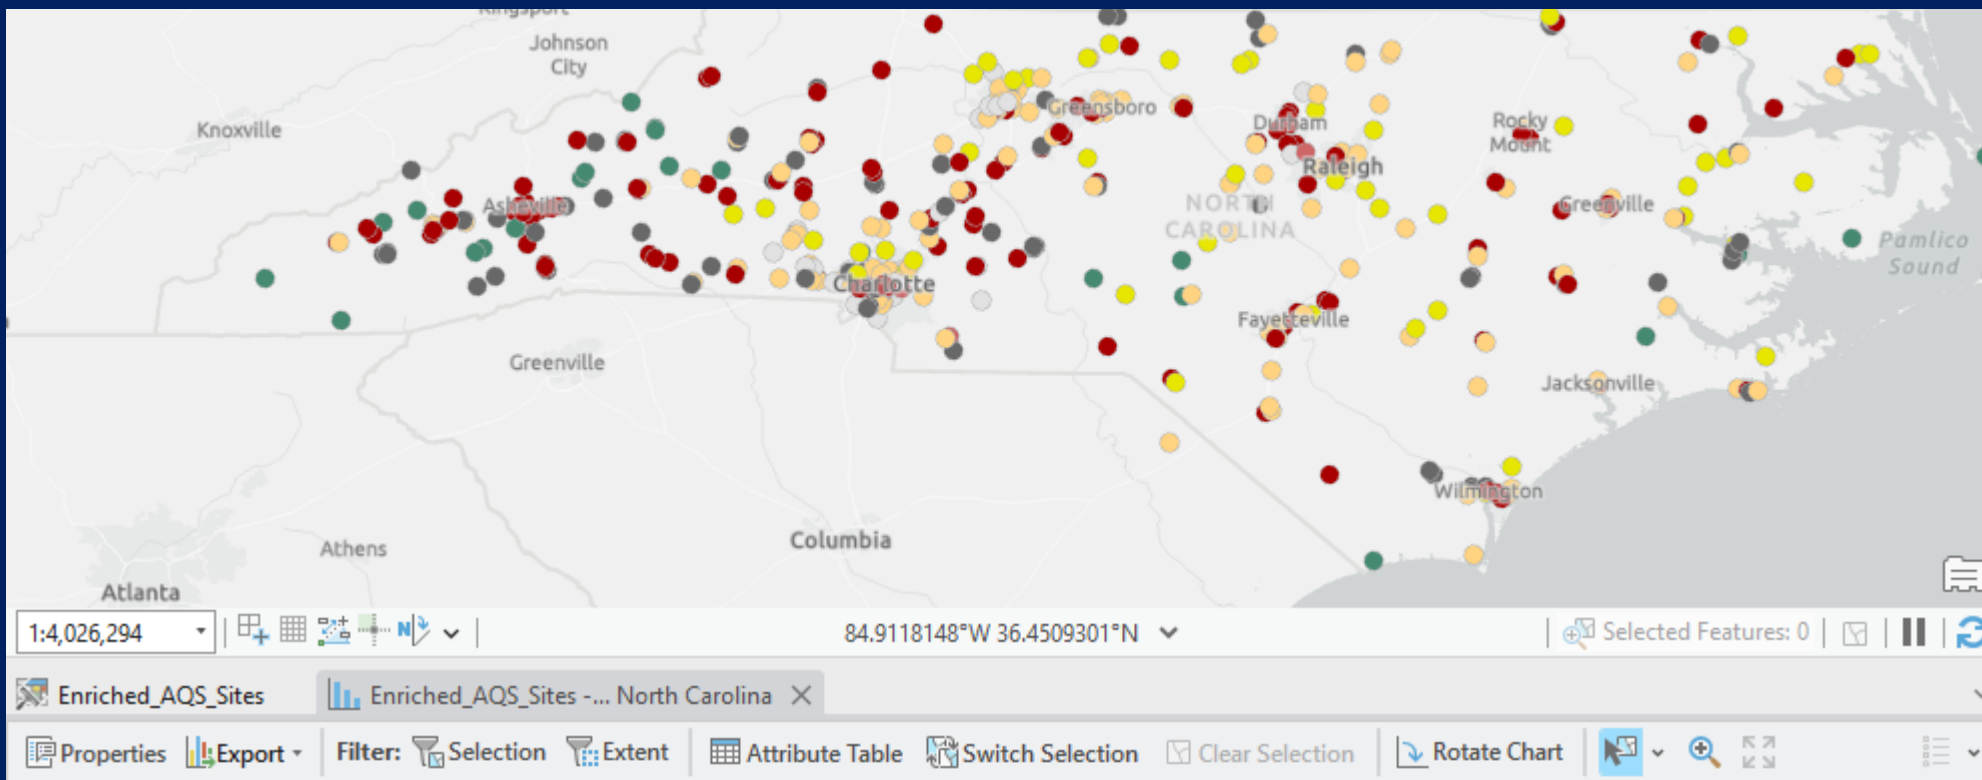 Kingsport
Johnson
City
Knoxville
Greensboro
Durham
Rocky
Mount
Raleigh
Asheville
NORTH
CAROLINA
Greenville
Pamlico
Sound
Charlotte
Fayetteville
Greenville
Jacksonville
Wilmington
Columbia
Athens
Atlanta
1:4,026,294
84.9118148°W 36.4509301°N
Selected Features: 0
Enriched_AQS_Sites
Enriched_AQS_Sites -... North Carolina
Properties Export Filter: Selection Extent Attribute Table Switch Selection Clear Selection Rotate Chart